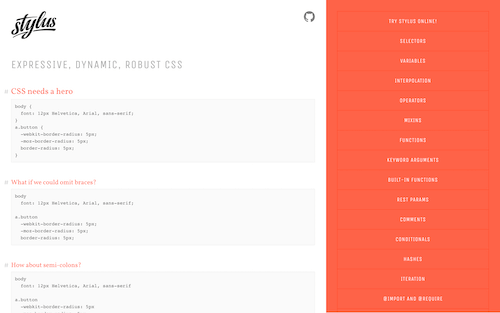 stylus
EXPRESSIVE, DYNAMIC, ROBUST CSS
# CSS needs a hero
body {
  font: 12px Helvetica, Arial, sans-serif;
}
a.button {
  -webkit-border-radius: 5px;
  -moz-border-radius: 5px;
  border-radius: 5px;
}
# What if we could omit braces?
body
  font: 12px Helvetica, Arial, sans-serif;
a.button
  -webkit-border-radius: 5px;
  -moz-border-radius: 5px;
  border-radius: 5px;
# How about semi-colons?
body
  font: 12px Helvetica, Arial, sans-serif
a.button
  -webkit-border-radius: 5px
  -moz-border-radius: 5px
TRY STYLUS ONLINE!
SELECTORS
VARIABLES
INTERPOLATION
OPERATORS
MIXINS
FUNCTIONS
KEYWORD ARGUMENTS
BUILT-IN FUNCTIONS
REST PARAMS
COMMENTS
CONDITIONALS
HASHES
ITERATION
@IMPORT AND @REQUIRE